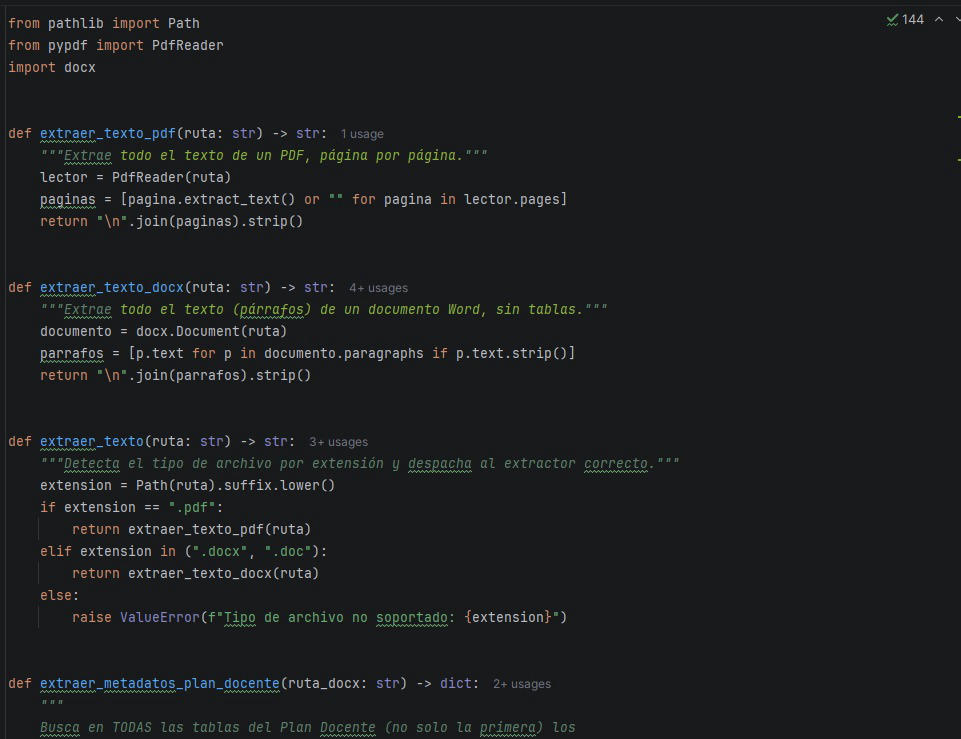 from pathlib import Path
144
from pypdf import PdfReader
import docx
def extraer_texto_pdf(ruta: str) -> str: 1 usage
"""Extrae todo el texto de un PDF, página por página."""
lector = PdfReader(ruta)
paginas = [pagina.extract_text() or "" for pagina in lector.pages]
return "\n".join(paginas).strip()
def extraer_texto_docx(ruta: str) -> str: 4+ usages
"""Extrae todo el texto (párrafos) de un documento Word, sin tablas."""
documento = docx.Document(ruta)
parrafos = [p.text for p in documento.paragraphs if p.text.strip()]
return "\n".join(parrafos).strip()
def extraer_texto(ruta: str) -> str: 3+ usages
"""Detecta el tipo de archivo por extensión y despacha al extractor correcto."""
extension = Path(ruta).suffix.lower()
if extension == ".pdf":
return extraer_texto_pdf(ruta)
elif extension in (".docx", ".doc"):
return extraer_texto_docx(ruta)
else:
raise ValueError(f"Tipo de archivo no soportado: {extension}")
def extraer_metadatos_plan_docente(ruta_docx: str) -> dict: 2+ usages
"""
Busca en TODAS las tablas del Plan Docente (no solo la primera) los